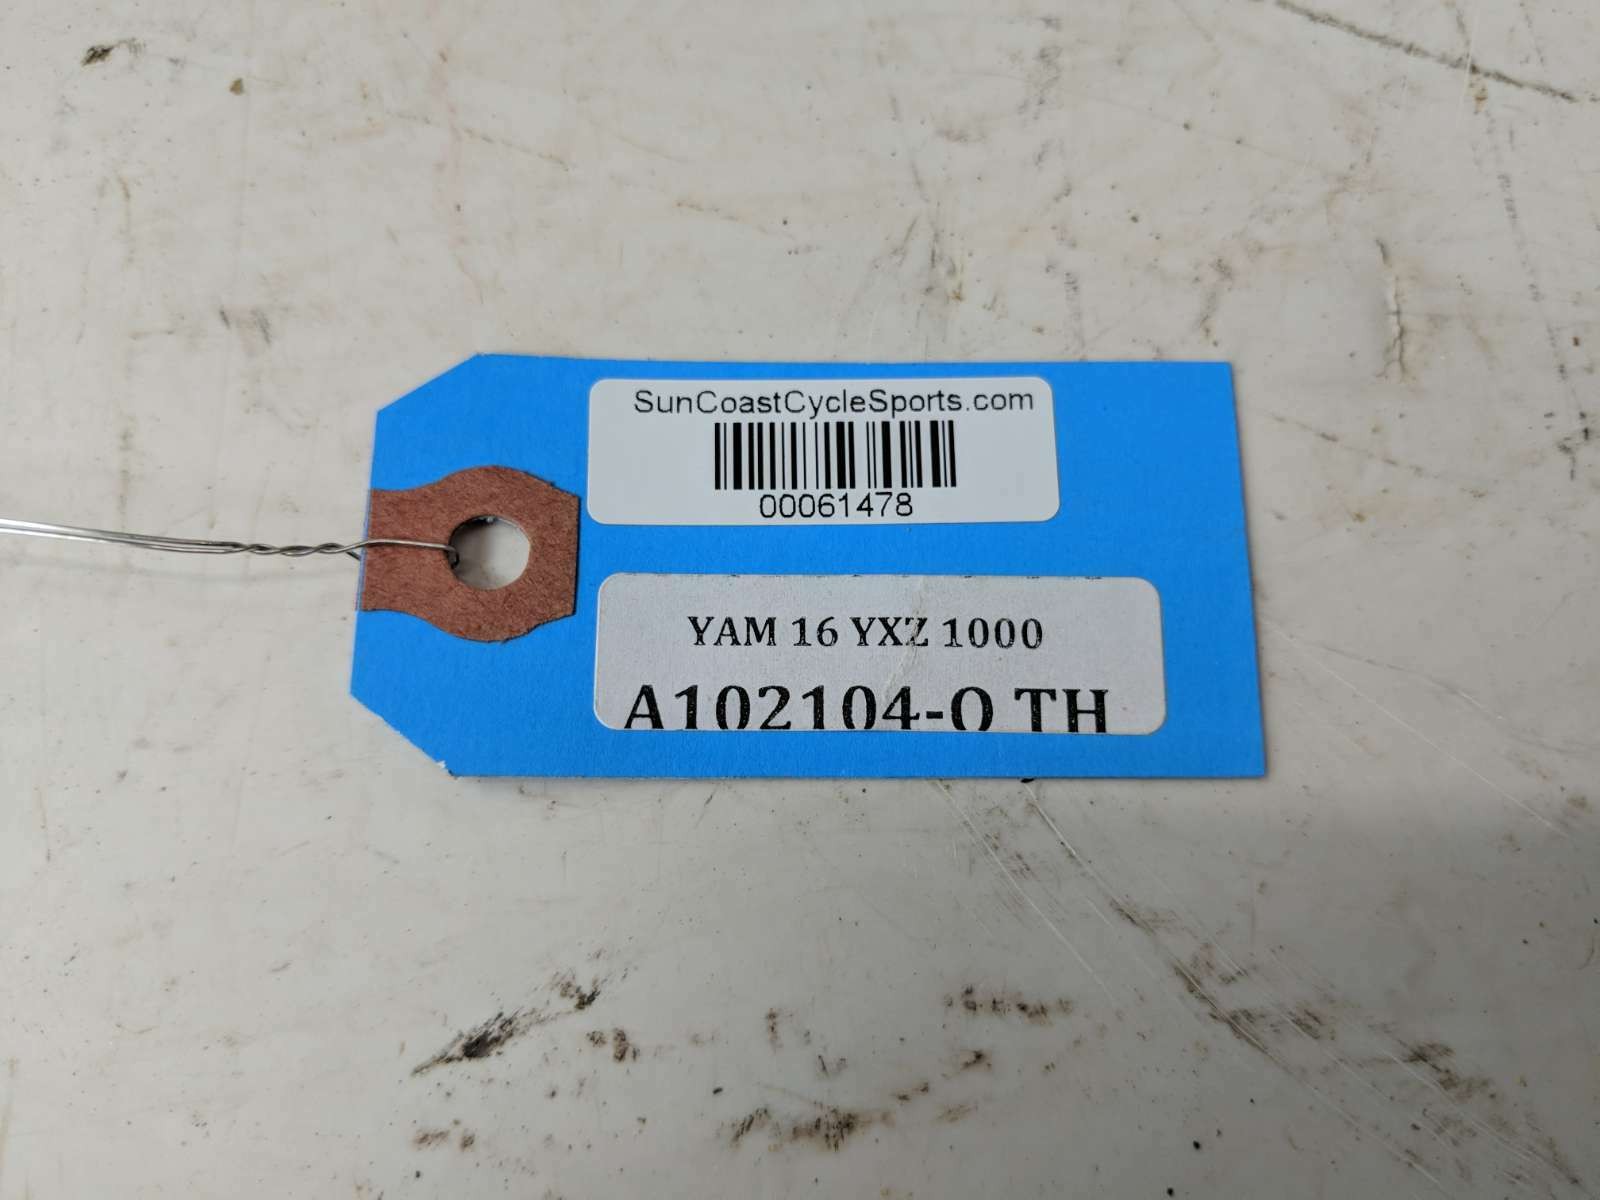 SunCoastCycleSports.com
00061478
YAM 16 YXZ 1000
A102104-O TH